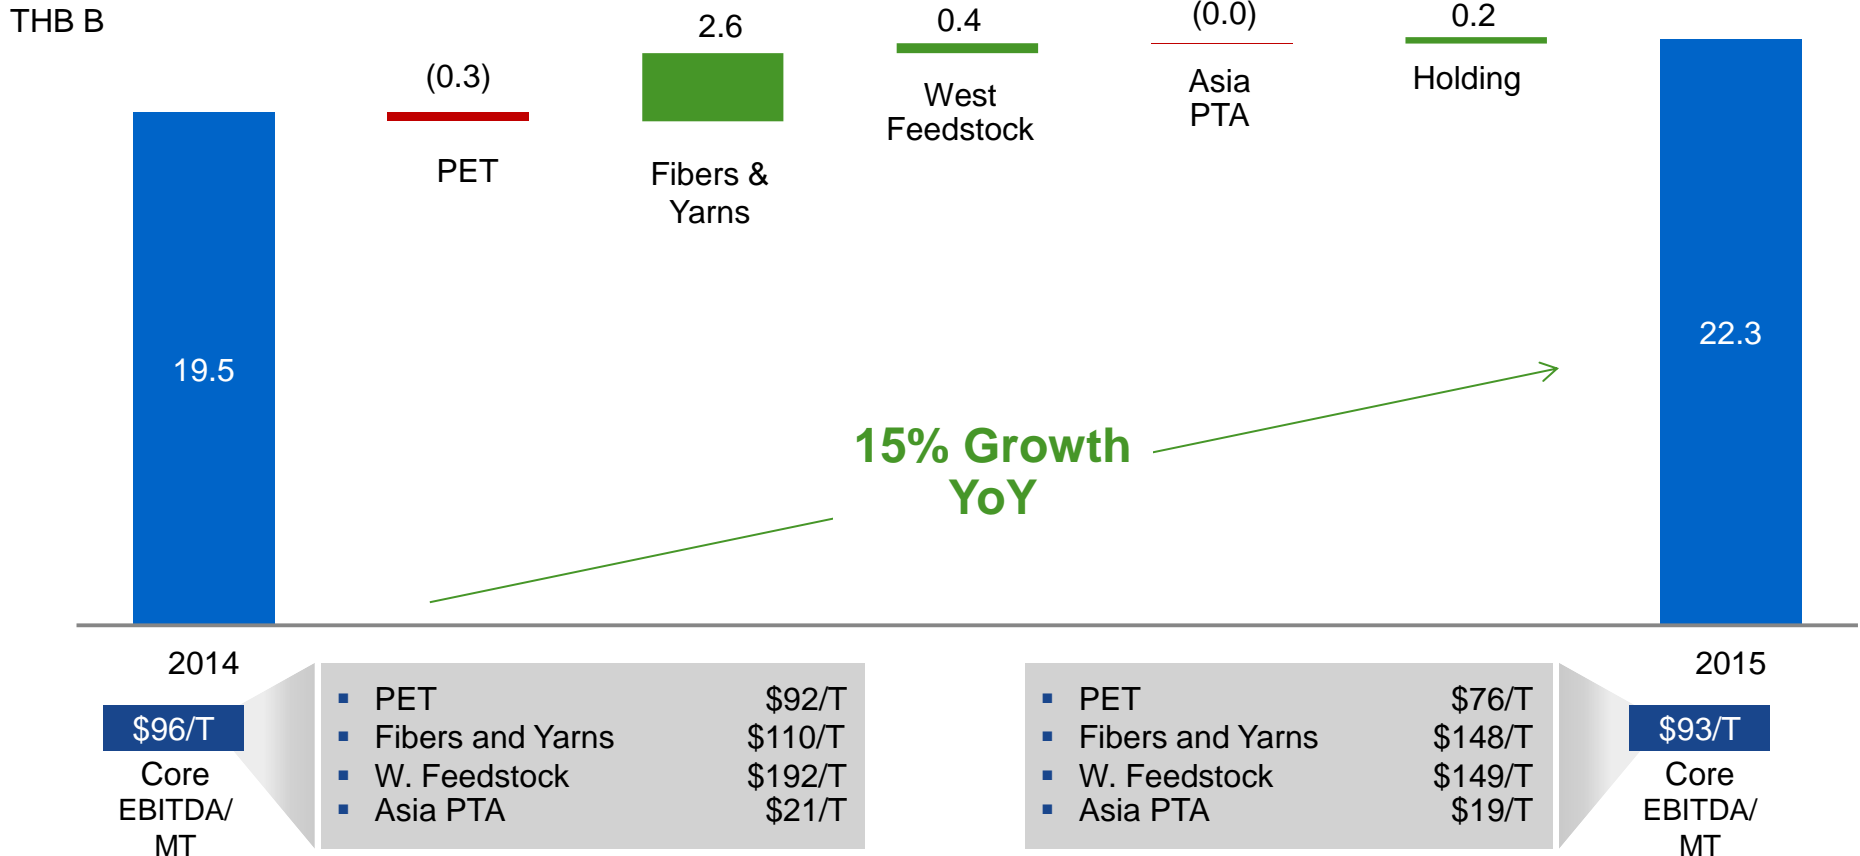 THB B
(0.3)
2.6
0.4
(0.0)
0.2
PET
Fibers &
Yarns
West
Feedstock
Asia
PTA
Holding
19.5
22.3
15% Growth
YoY
2014
2015
$96/T
Core
EBITDA/
MT
▪ PET $92/T
▪ Fibers and Yarns $110/T
▪ W. Feedstock $192/T
▪ Asia PTA $21/T
▪ PET $76/T
▪ Fibers and Yarns $148/T
▪ W. Feedstock $149/T
▪ Asia PTA $19/T
$93/T
Core
EBITDA/
MT